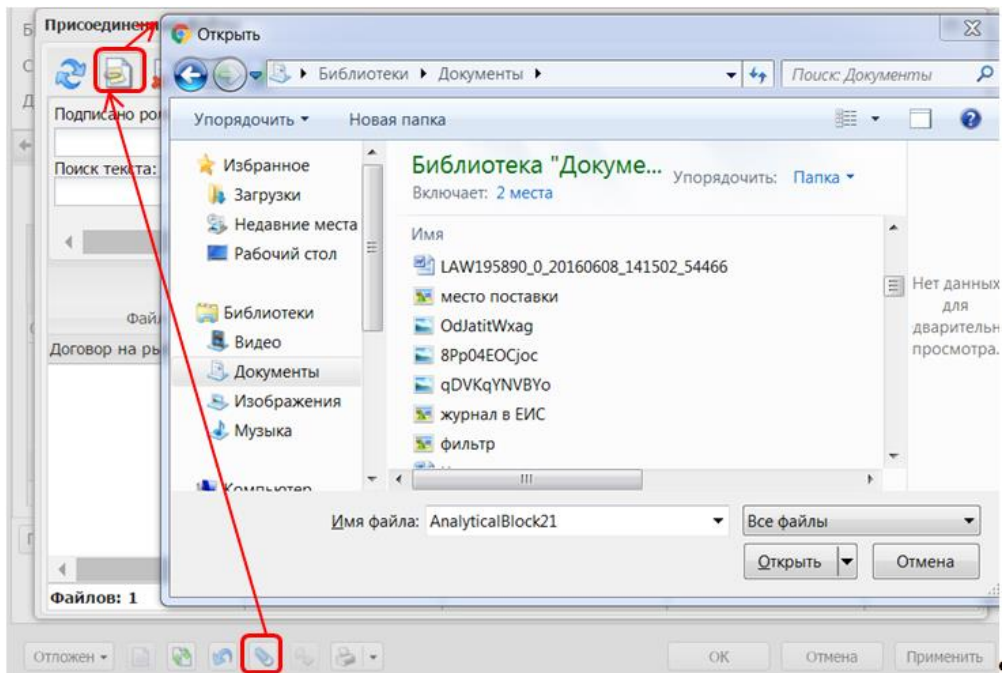 Присоединен
Открыть
Библиотеки ▸ Документы ▸
Поиск: Документы
Подписано рол
Упорядочить
Новая папка
Поиск текста:
Избранное
Загрузки
Недавние места
Рабочий стол
Библиотеки
Видео
Документы
Изображения
Музыка
Компьютер
Библиотека "Докуме...
Включает: 2 места
Упорядочить: Папка
Имя
LAW195890_0_20160608_141502_54466
место поставки
OdJatitWxag
8Pp04EOCjoc
qDVKqYNVBYo
журнал в ЕИС
фильтр
Нет данных
для
дварительн
просмотра.
Файл
Договор на ры
Имя файла: AnalyticalBlock21
Все файлы
Открыть
Отмена
Файлов: 1
Отложен
OK
Отмена
Применить